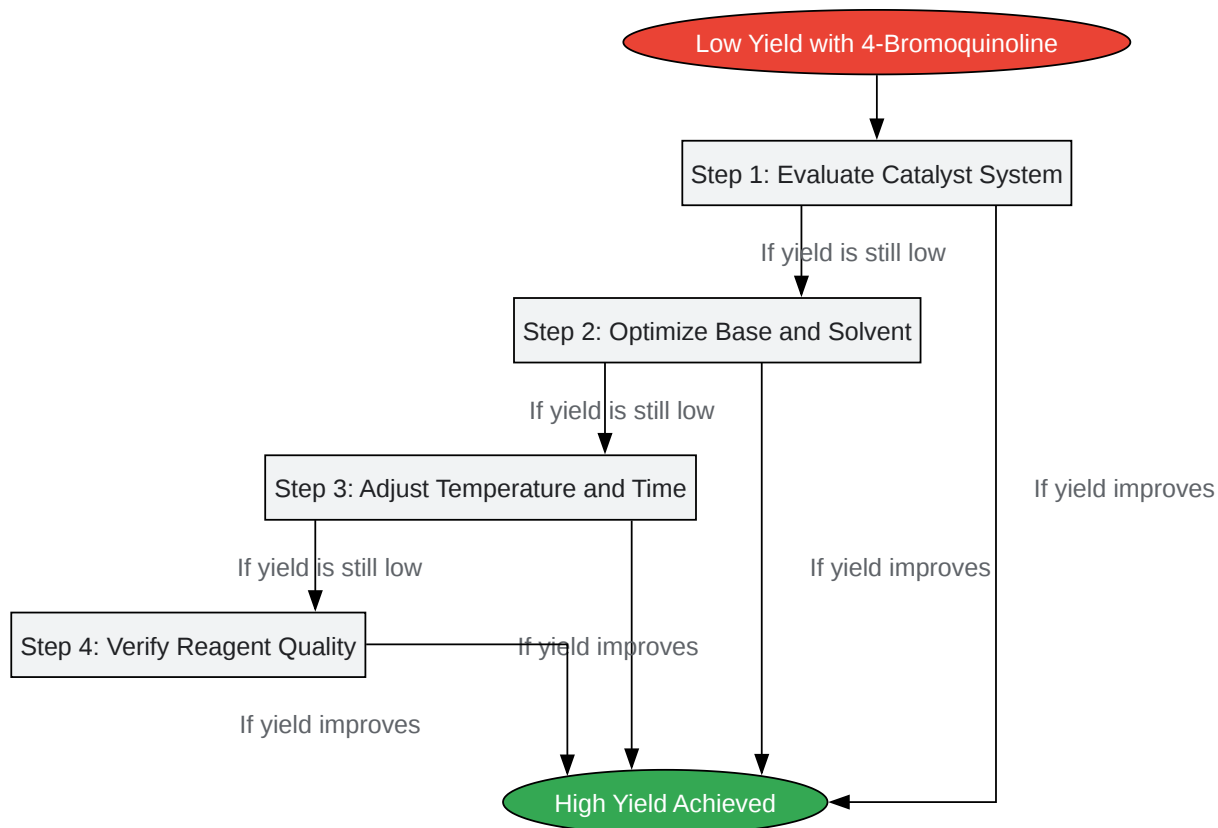 Low Yield with 4-Bromoquinoline
Step 1: Evaluate Catalyst System
If yield is still low
Step 2: Optimize Base and Solvent
If yield is still low
Step 3: Adjust Temperature and Time
If yield improves
If yield is still low
If yield improves
Step 4: Verify Reagent Quality
If yield improves
If yield improves
High Yield Achieved